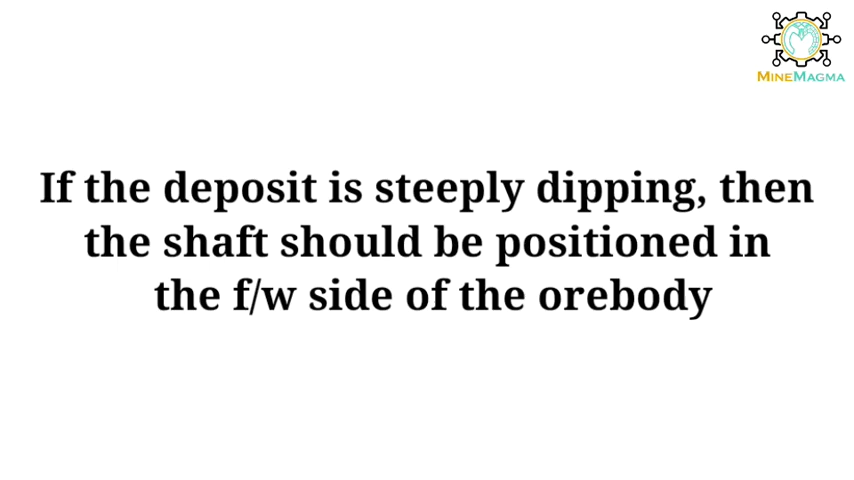 MineMagma
If the deposit is steeply dipping, then
the shaft should be positioned in
the f/w side of the orebody